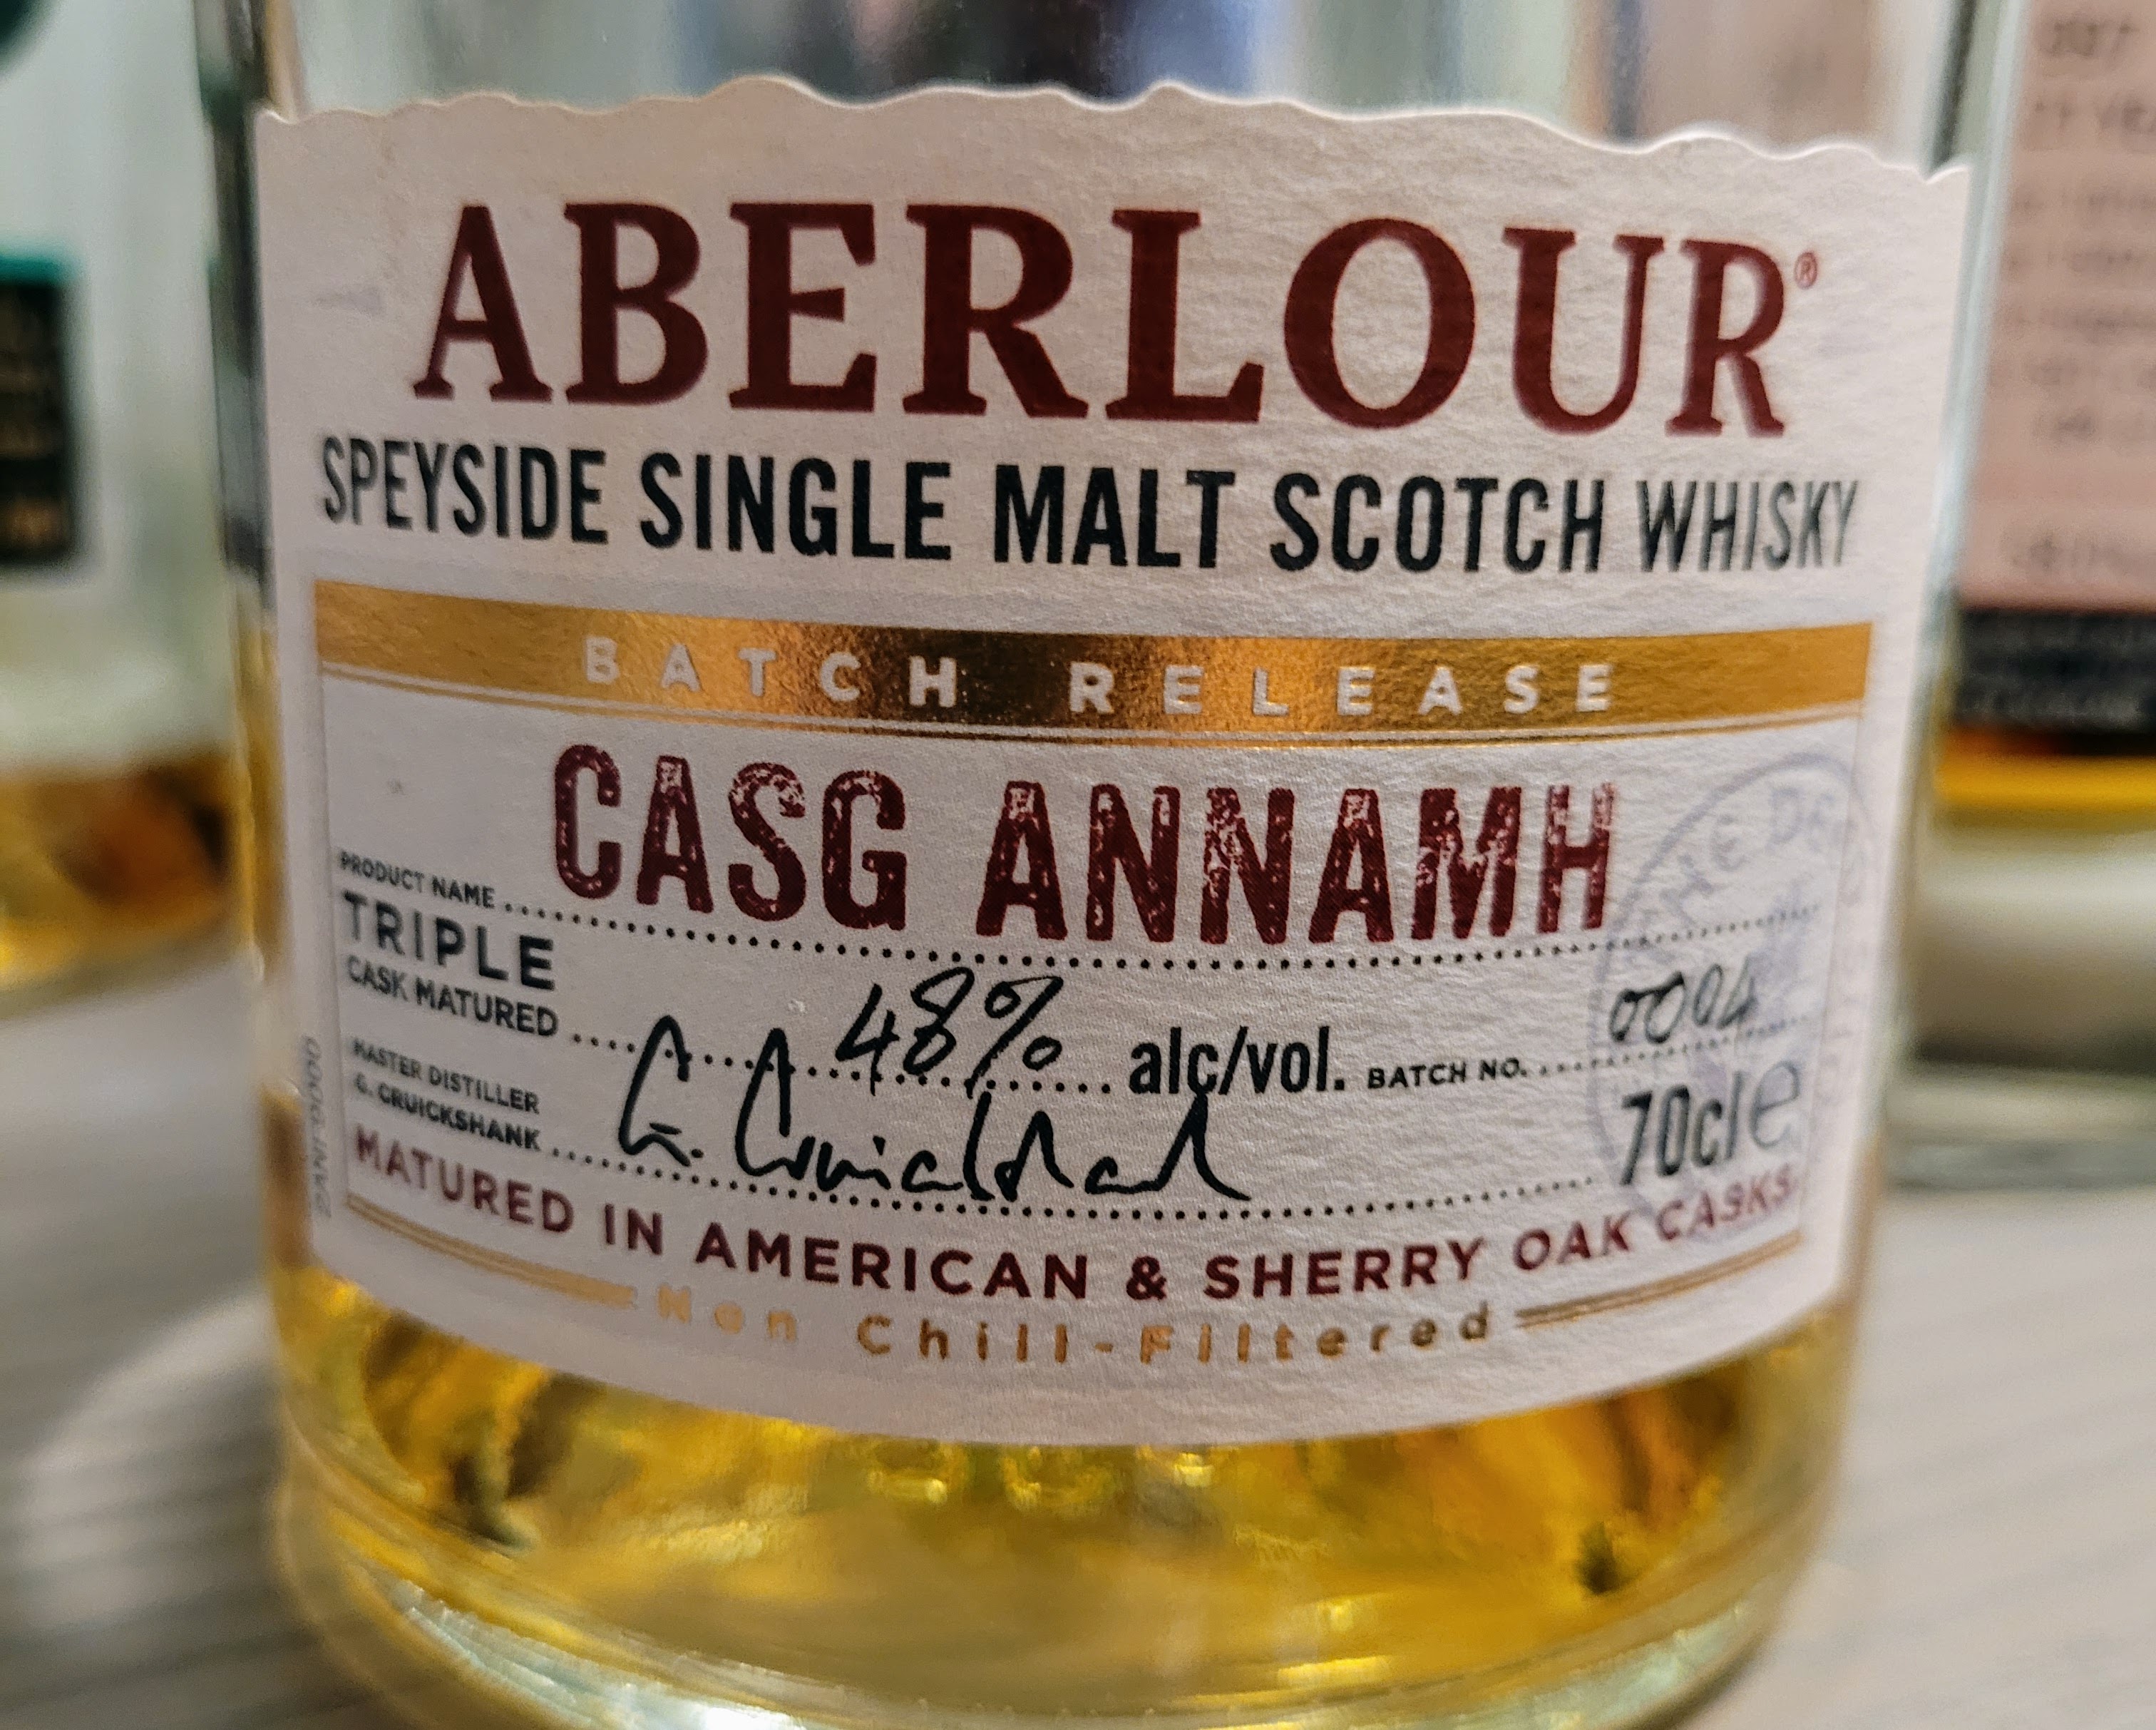 ABERLOUR®
SPEYSIDE SINGLE MALT SCOTCH WHISKY
BATCH RELEASE
PRODUCT NAME CASG ANNAMH
TRIPLE
CASK MATURED 48% alc/vol. BATCH NO. 0004
MASTER DISTILLER
G. CRUICKSHANK G. Cruickshank 70cl e
MATURED IN AMERICAN & SHERRY OAK CASKS.
Non Chill-Filtered